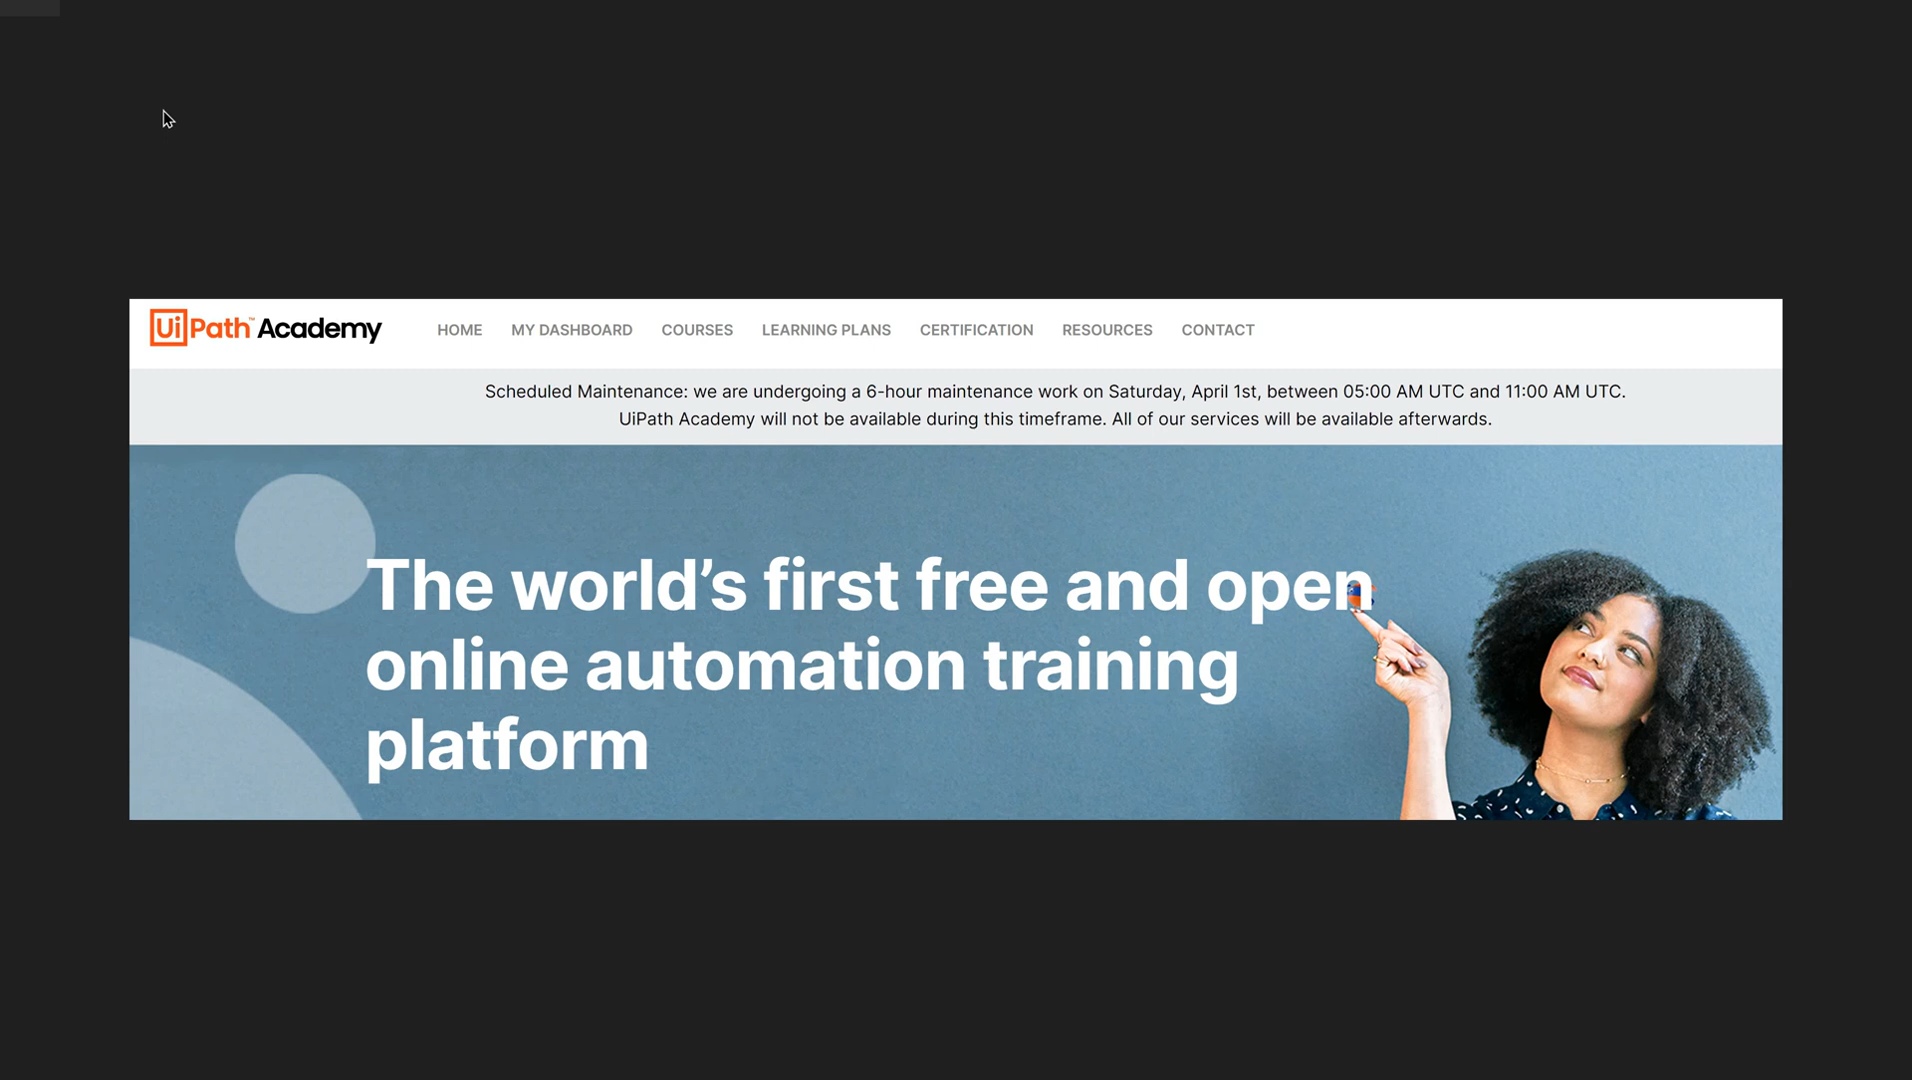 UiPath™ Academy
HOME MY DASHBOARD COURSES LEARNING PLANS CERTIFICATION RESOURCES CONTACT
Scheduled Maintenance: we are undergoing a 6-hour maintenance work on Saturday, April 1st, between 05:00 AM UTC and 11:00 AM UTC.
UiPath Academy will not be available during this timeframe. All of our services will be available afterwards.
The world’s first free and open
online automation training
platform